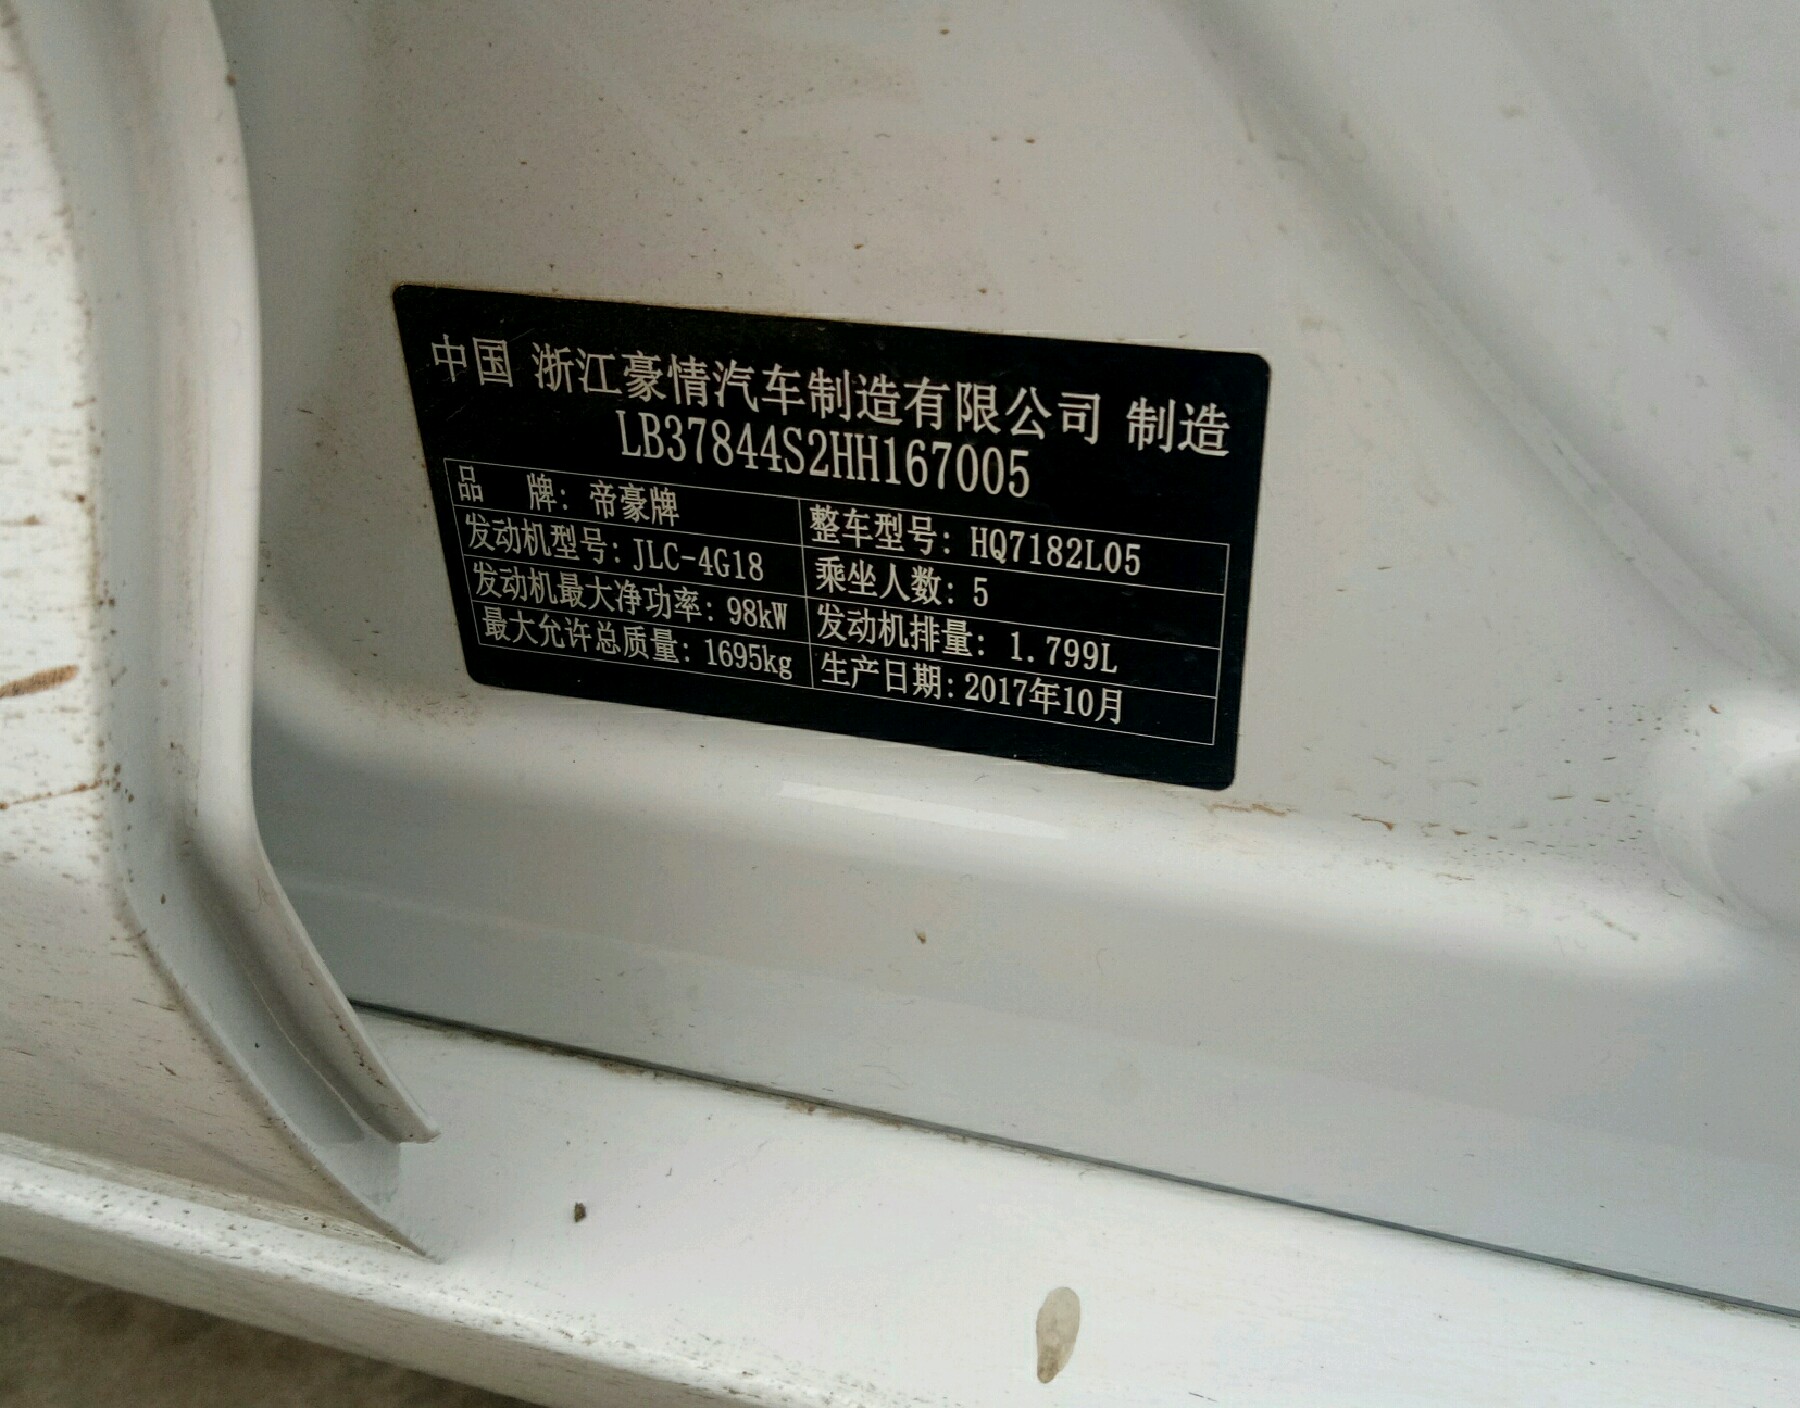 中国 浙江豪情汽车制造有限公司 制造
LB37844S2HH167005
品 牌: 帝豪牌 整车型号: HQ7182L05
发动机型号: JLC-4G18 乘坐人数: 5
发动机最大净功率: 98kW 发动机排量: 1.799L
最大允许总质量: 1695kg 生产日期: 2017年10月